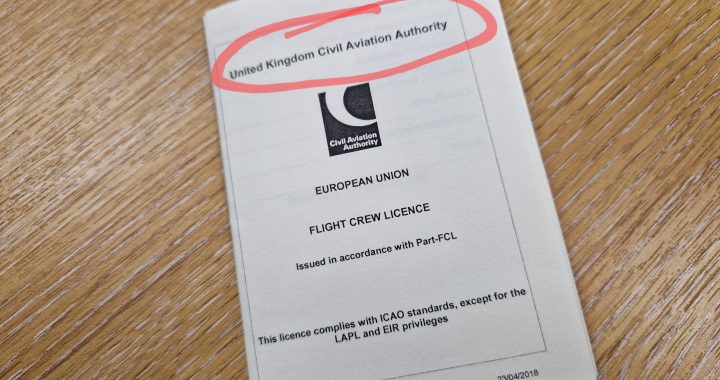 United Kingdom Civil Aviation Authority
Civil Aviation
Authority
EUROPEAN UNION
FLIGHT CREW LICENCE
Issued in accordance with Part-FCL
This licence complies with ICAO standards, except for the
LAPL and EIR privileges
23/04/2018